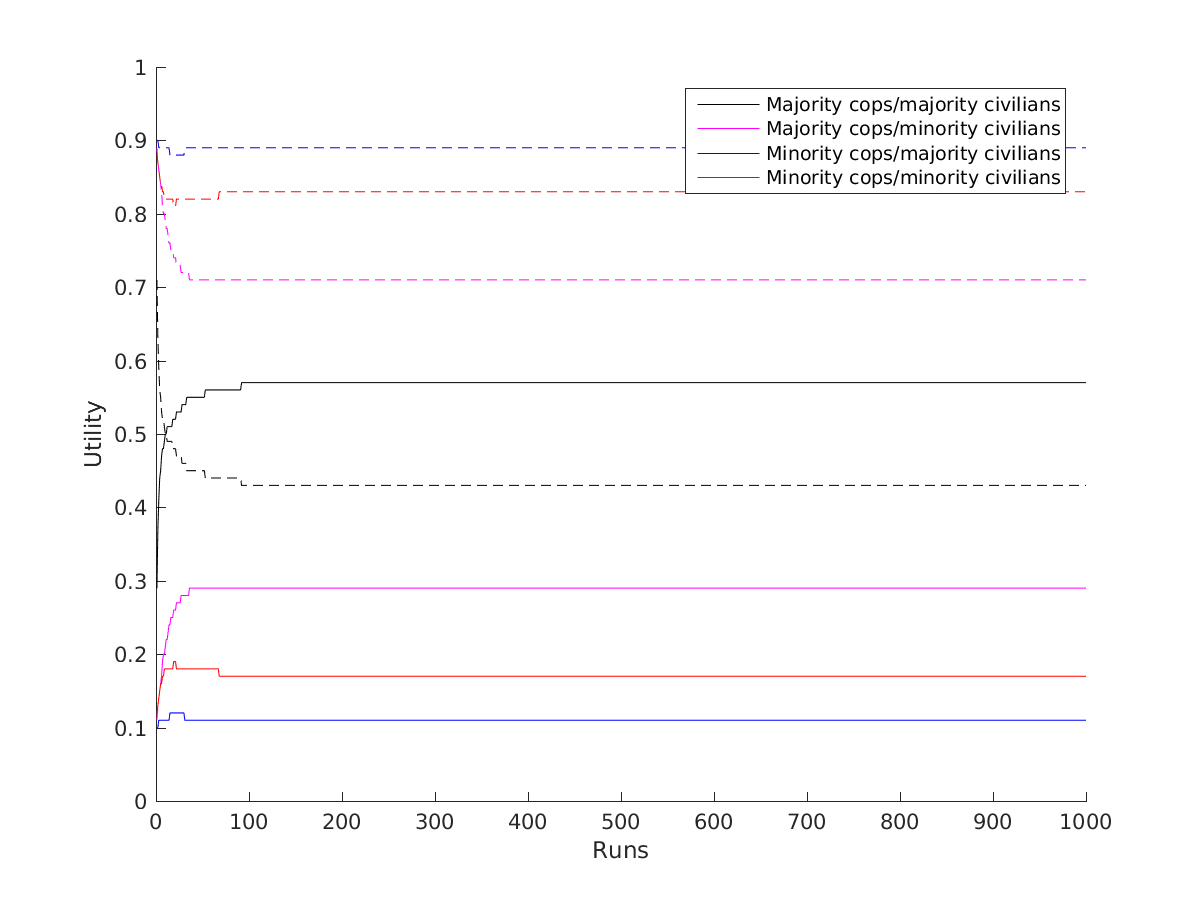 1
0.9
0.8
0.7
0.6
0.5
0.4
0.3
0.2
0.1
0
Utility
Majority cops/majority civilians
Majority cops/minority civilians
Minority cops/majority civilians
Minority cops/minority civilians
0 100 200 300 400 500 600 700 800 900 1000
Runs